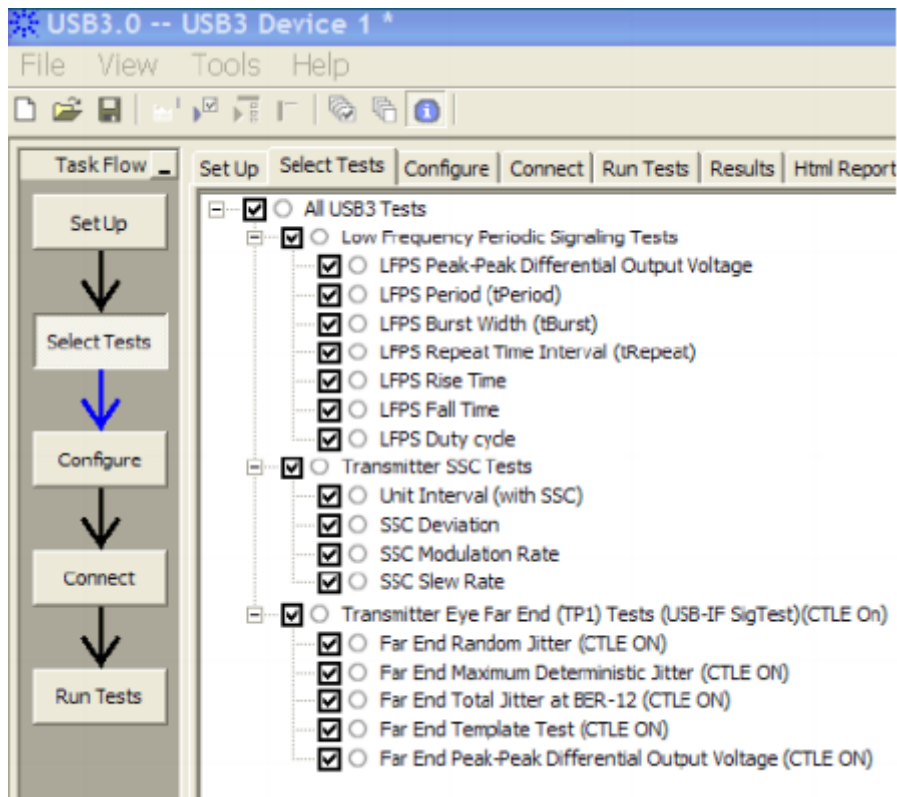 USB3.0 -- USB3 Device 1 *
File View Tools Help
Task Flow
Set Up
Select Tests
Configure
Connect
Run Tests
Set Up Select Tests Configure Connect Run Tests Results Html Report
All USB3 Tests
Low Frequency Periodic Signaling Tests
LFPS Peak-Peak Differential Output Voltage
LFPS Period (tPeriod)
LFPS Burst Width (tBurst)
LFPS Repeat Time Interval (tRepeat)
LFPS Rise Time
LFPS Fall Time
LFPS Duty cycle
Transmitter SSC Tests
Unit Interval (with SSC)
SSC Deviation
SSC Modulaton Rate
SSC Slew Rate
Transmitter Eye Far End (TP1) Tests (USB-IF SigTest)(CTLE On)
Far End Random Jitter (CTLE ON)
Far End Maximum Deterministic Jitter (CTLE ON)
Far End Total Jitter at BER-12 (CTLE ON)
Far End Template Test (CTLE ON)
Far End Peak-Peak Differential Output Voltage (CTLE ON)